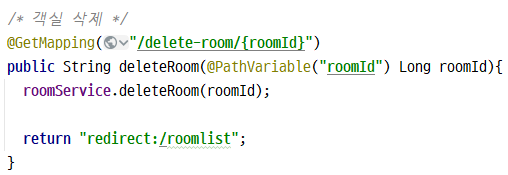 /* 객실 삭제 */
@GetMapping("/delete-room/{roomId}")
public String deleteRoom(@PathVariable("roomId") Long roomId){
  roomService.deleteRoom(roomId);

  return "redirect:/roomlist";
}